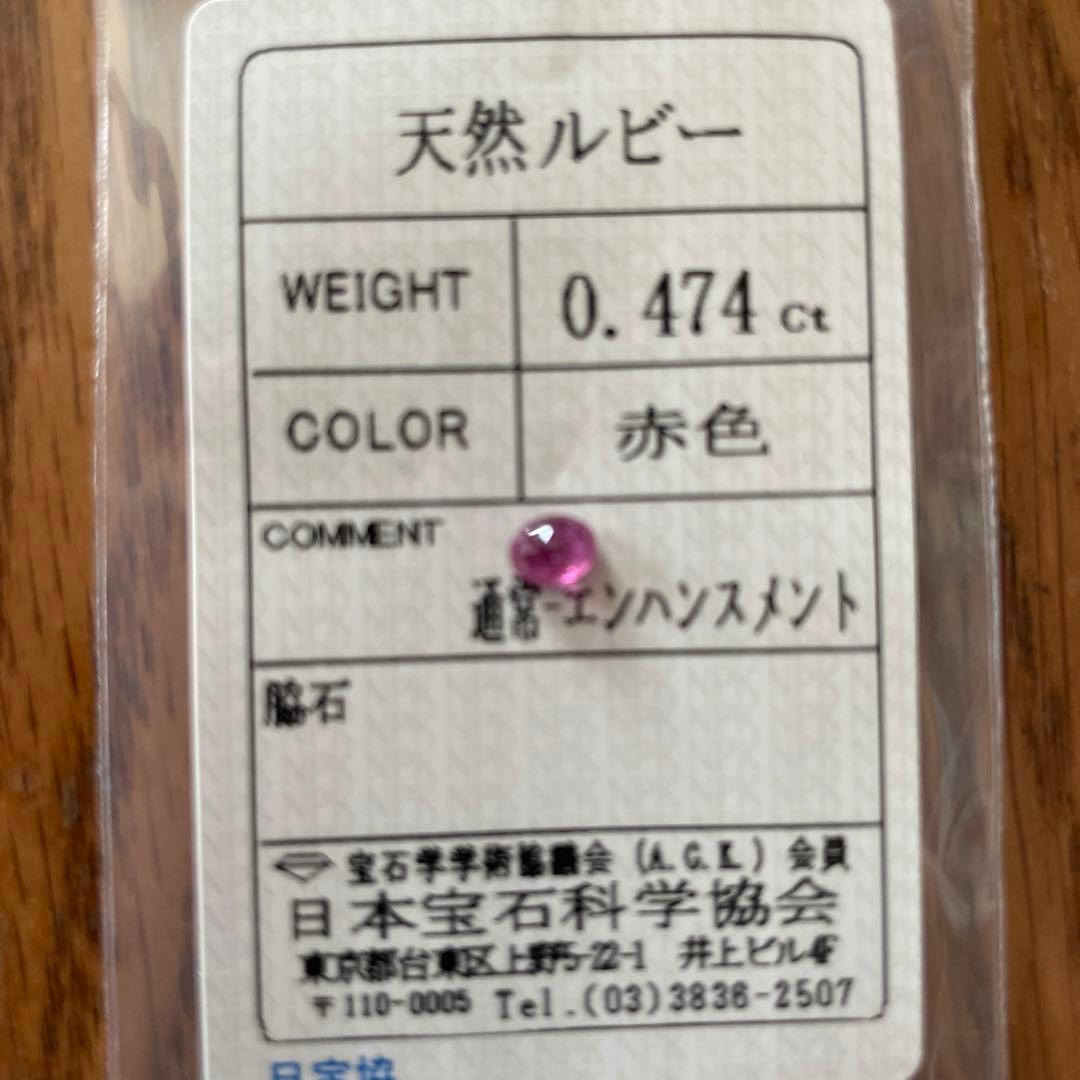 天然ルビー
WEIGHT 0.474 ct
COLOR 赤色
COMMENT
通常-エンハンスメント
脇石
宝石学学術協議会 (A.G.L.) 会員
日本宝石科学協会
東京都台東区上野5-22-1 井上ビル4F
〒110-0005 Tel.(03)3836-2507
日宝協